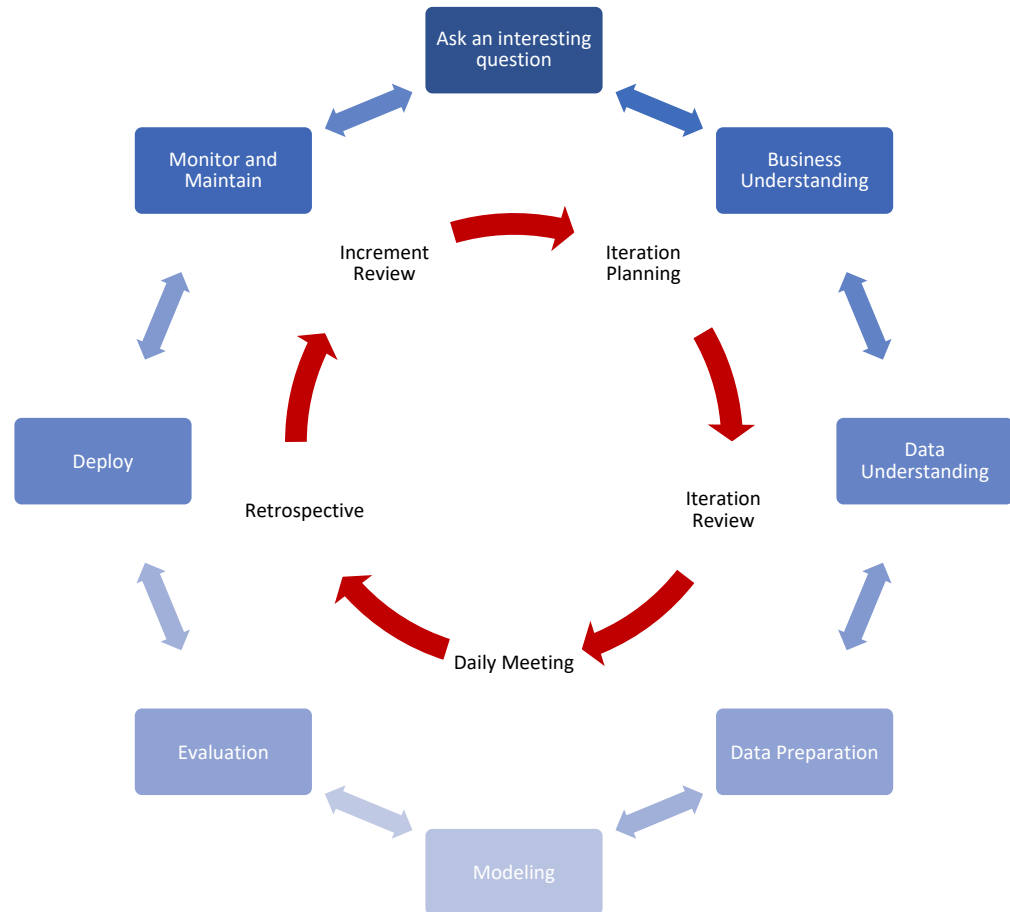 Ask an interesting
question
Monitor and
Maintain
Business
Understanding
Increment
Review
Iteration
Planning
Deploy
Data
Understanding
Retrospective
Iteration
Review
Daily Meeting
Evaluation
Data Preparation
Modeling